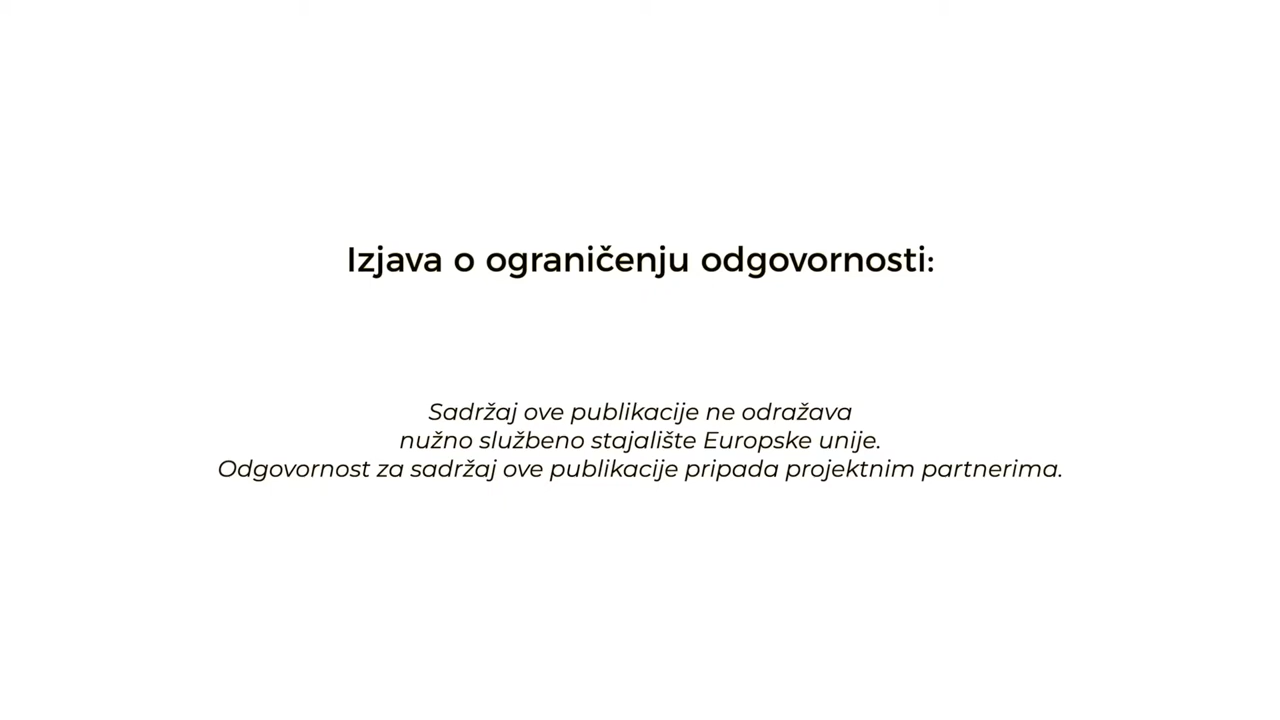 Izjava o ograničenju odgovornosti:
Sadržaj ove publikacije ne odražava
nužno službeno stajalište Europske unije.
Odgovornost za sadržaj ove publikacije pripada projektnim partnerima.